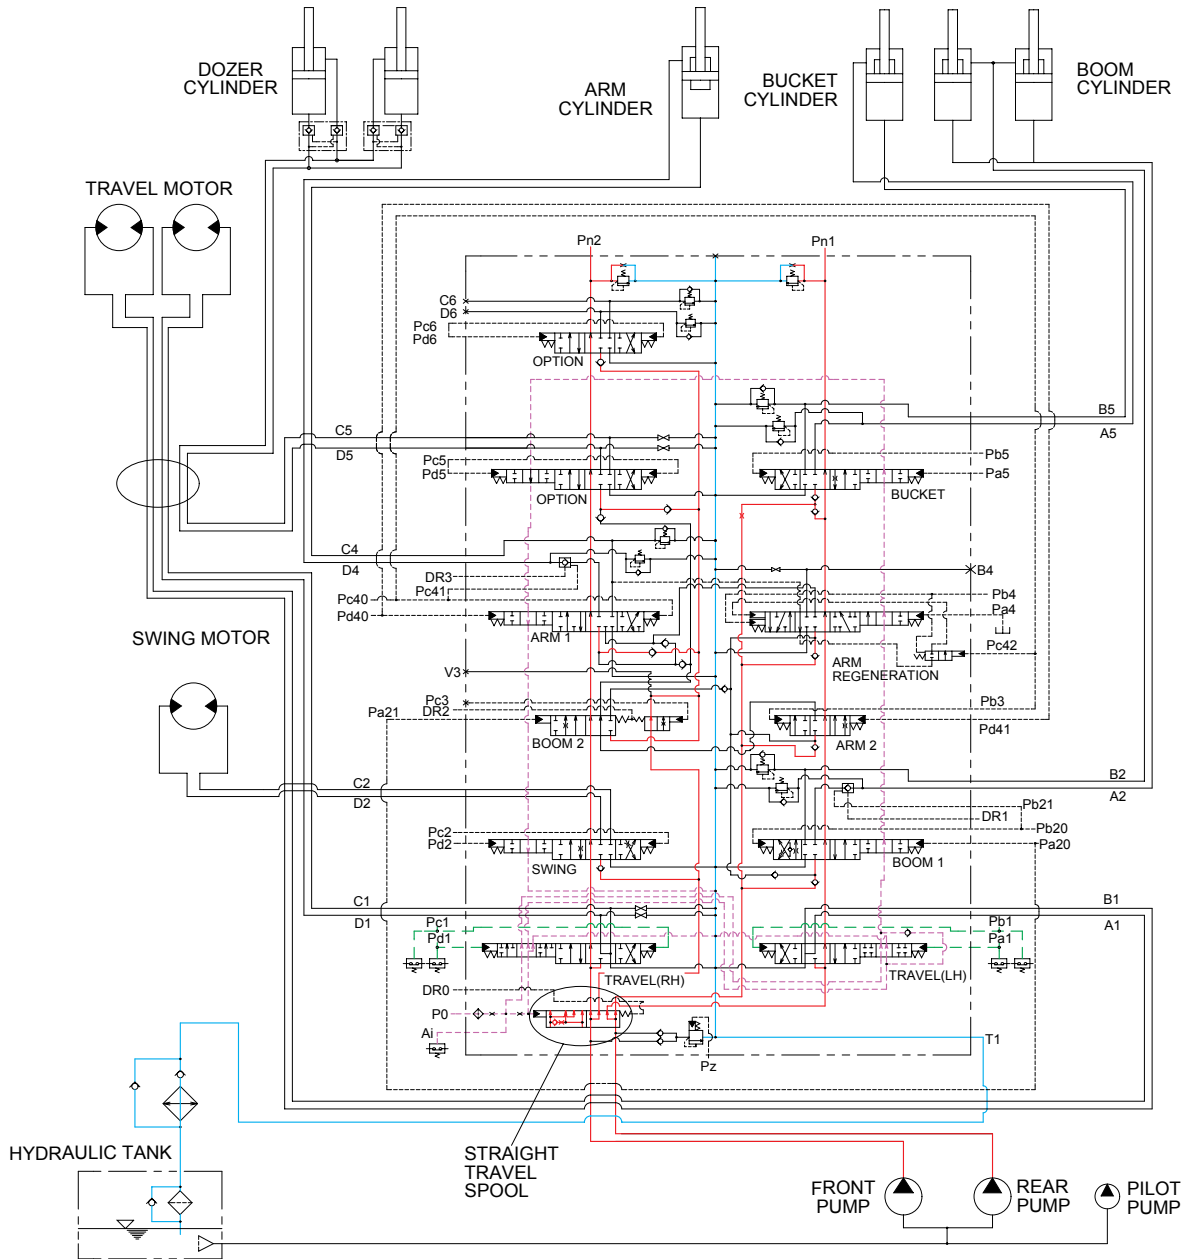 DOZER
CYLINDER
ARM
CYLINDER
BUCKET
CYLINDER
BOOM
CYLINDER
TRAVEL MOTOR
Pn2
Pn1
C6
D6
Pc6
Pd6
OPTION
B5
A5
C5
D5
Pc5
Pd5
OPTION
Pb5
Pa5
BUCKET
C4
D4
DR3
Pc41
B4
Pc40
Pd40
ARM 1
Pb4
Pa4
Pc42
ARM
REGENERATION
SWING MOTOR
V3
Pc3
DR2
Pa21
BOOM 2
Pb3
Pd41
ARM 2
C2
D2
B2
A2
Pb21
DR1
Pc2
Pd2
SWING
Pb20
Pa20
BOOM 1
C1
D1
B1
A1
Pc1
Pd1
Pb1
Pa1
TRAVEL(RH)
TRAVEL(LH)
DR0
P0
Ai
Pz
T1
HYDRAULIC TANK
STRAIGHT
TRAVEL
SPOOL
FRONT
PUMP
REAR
PUMP
PILOT
PUMP